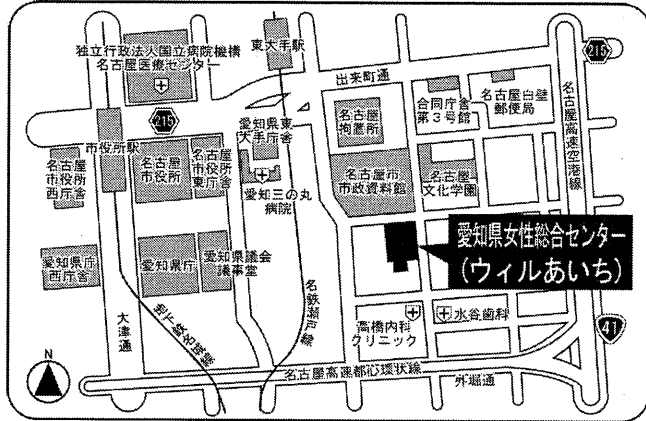 独立行政法人国立病院機構
名古屋医療センター
東大手駅
出来町通
215
215
市役所駅
愛知県東
大手庁舎
名古屋
拘置所
合同庁舎
第3号館
名古屋白壁
郵便局
名古屋高速空港線
名古屋
市役所
西庁舎
名古屋
市役所
名古屋
市役所
東庁舎
愛知三の丸
病院
名古屋市
市政資料館
名古屋
文化学園
愛知県女性総合センター
(ウィルあいち)
愛知県庁
西庁舎
愛知県庁
愛知県議会
議事堂
大津通
地下鉄名城線
名鉄瀬戸線
高橋内科
クリニック
水谷歯科
41
N
名古屋高速都心環状線
外堀通